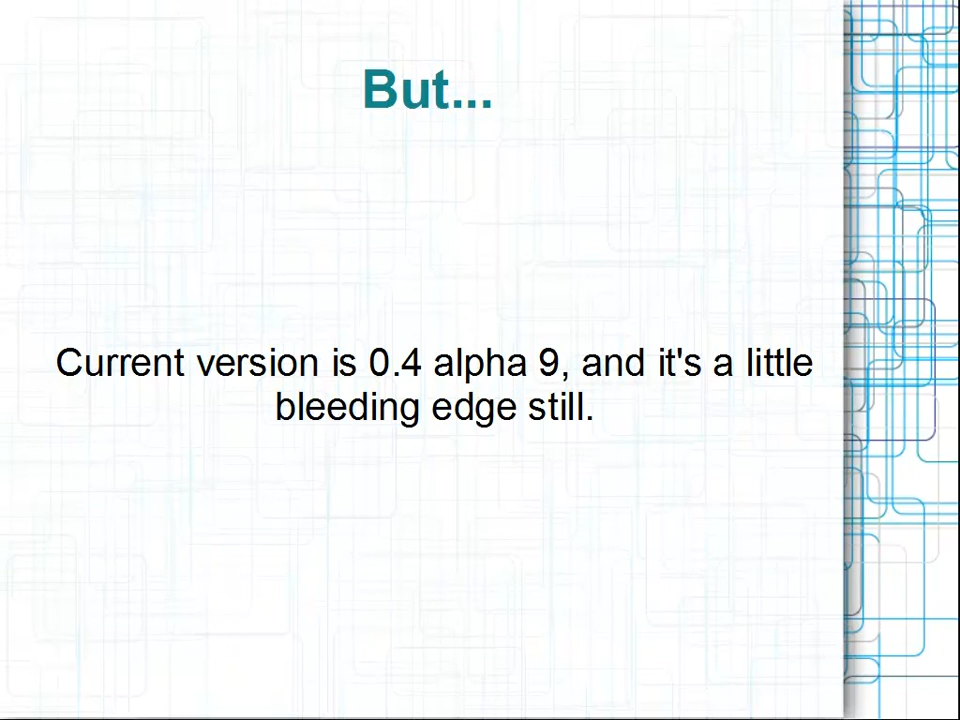 But...
Current version is 0.4 alpha 9, and it's a little
bleeding edge still.